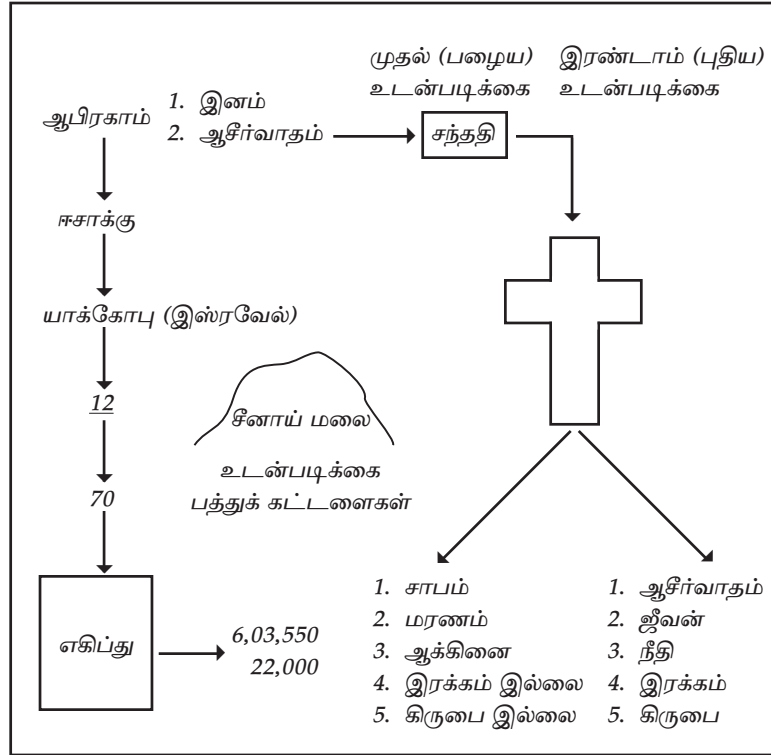 முதல் (பழைய) இரண்டாம் (புதிய)
உடன்படிக்கை உடன்படிக்கை
ஆபிரகாம்
1. இனம்
2. ஆசீர்வாதம்
சந்ததி
ஈசாக்கு
யாக்கோபு (இஸ்ரவேல்)
12
70
சீனாய் மலை
உடன்படிக்கை
பத்துக் கட்டளைகள்
எகிப்து
6,03,550
22,000
1. சாபம்
2. மரணம்
3. ஆக்கினை
4. இரக்கம் இல்லை
5. கிருபை இல்லை
1. ஆசீர்வாதம்
2. ஜீவன்
3. நீதி
4. இரக்கம்
5. கிருபை